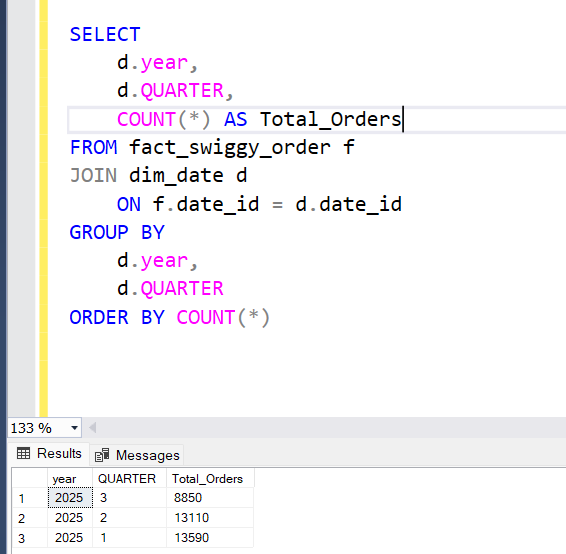 SELECT
d.year,
d.QUARTER,
COUNT(*) AS Total_Orders
FROM fact_swiggy_order f
JOIN dim_date d
ON f.date_id = d.date_id
GROUP BY
d.year,
d.QUARTER
ORDER BY COUNT(*)
133 %
Results Messages
year QUARTER Total_Orders
1 2025 3 8850
2 2025 2 13110
3 2025 1 13590